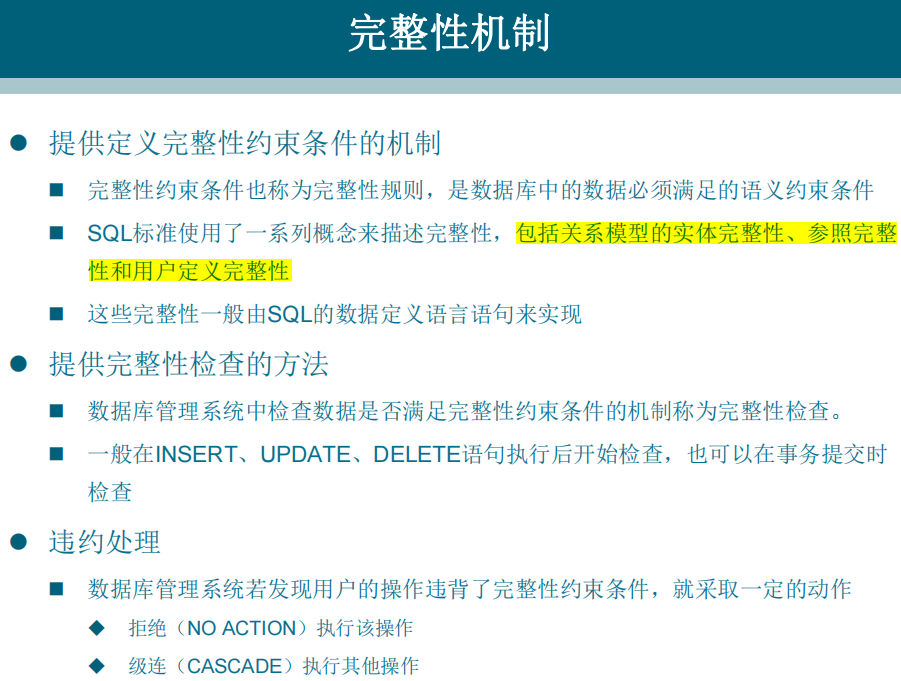 完整性机制
提供定义完整性约束条件的机制
完整性约束条件也称为完整性规则，是数据库中的数据必须满足的语义约束条件
SQL标准使用了一系列概念来描述完整性，包括关系模型的实体完整性、参照完整
性和用户定义完整性
这些完整性一般由SQL的数据定义语言语句来实现
提供完整性检查的方法
数据库管理系统中检查数据是否满足完整性约束条件的机制称为完整性检查。
一般在INSERT、UPDATE、DELETE语句执行后开始检查，也可以在事务提交时
检查
违约处理
数据库管理系统若发现用户的操作违背了完整性约束条件，就采取一定的动作
拒绝（NO ACTION）执行该操作
级连（CASCADE）执行其他操作